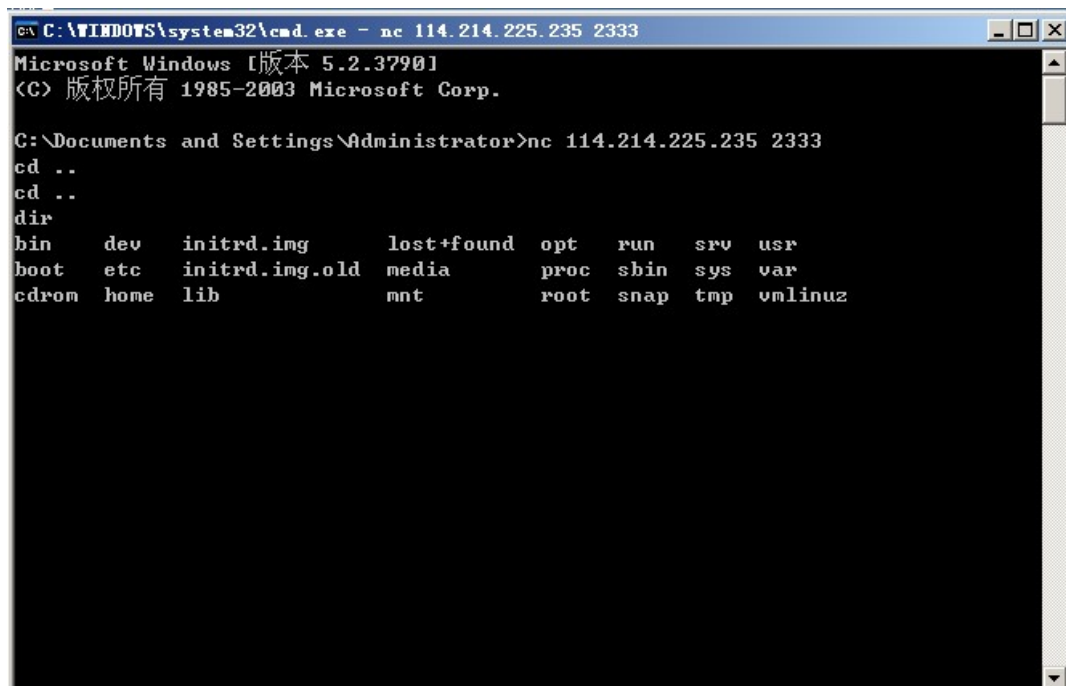 C:\WINDOWS\system32\cmd.exe - nc 114.214.225.235 2333
Microsoft Windows [版本 5.2.3790]
(C) 版权所有 1985-2003 Microsoft Corp.
C:\Documents and Settings\Administrator>nc 114.214.225.235 2333
cd ..
cd ..
dir
bin dev initrd.img lost+found opt run srv usr
boot etc initrd.img.old media proc sbin sys var
cdrom home lib mnt root snap tmp vmlinuz